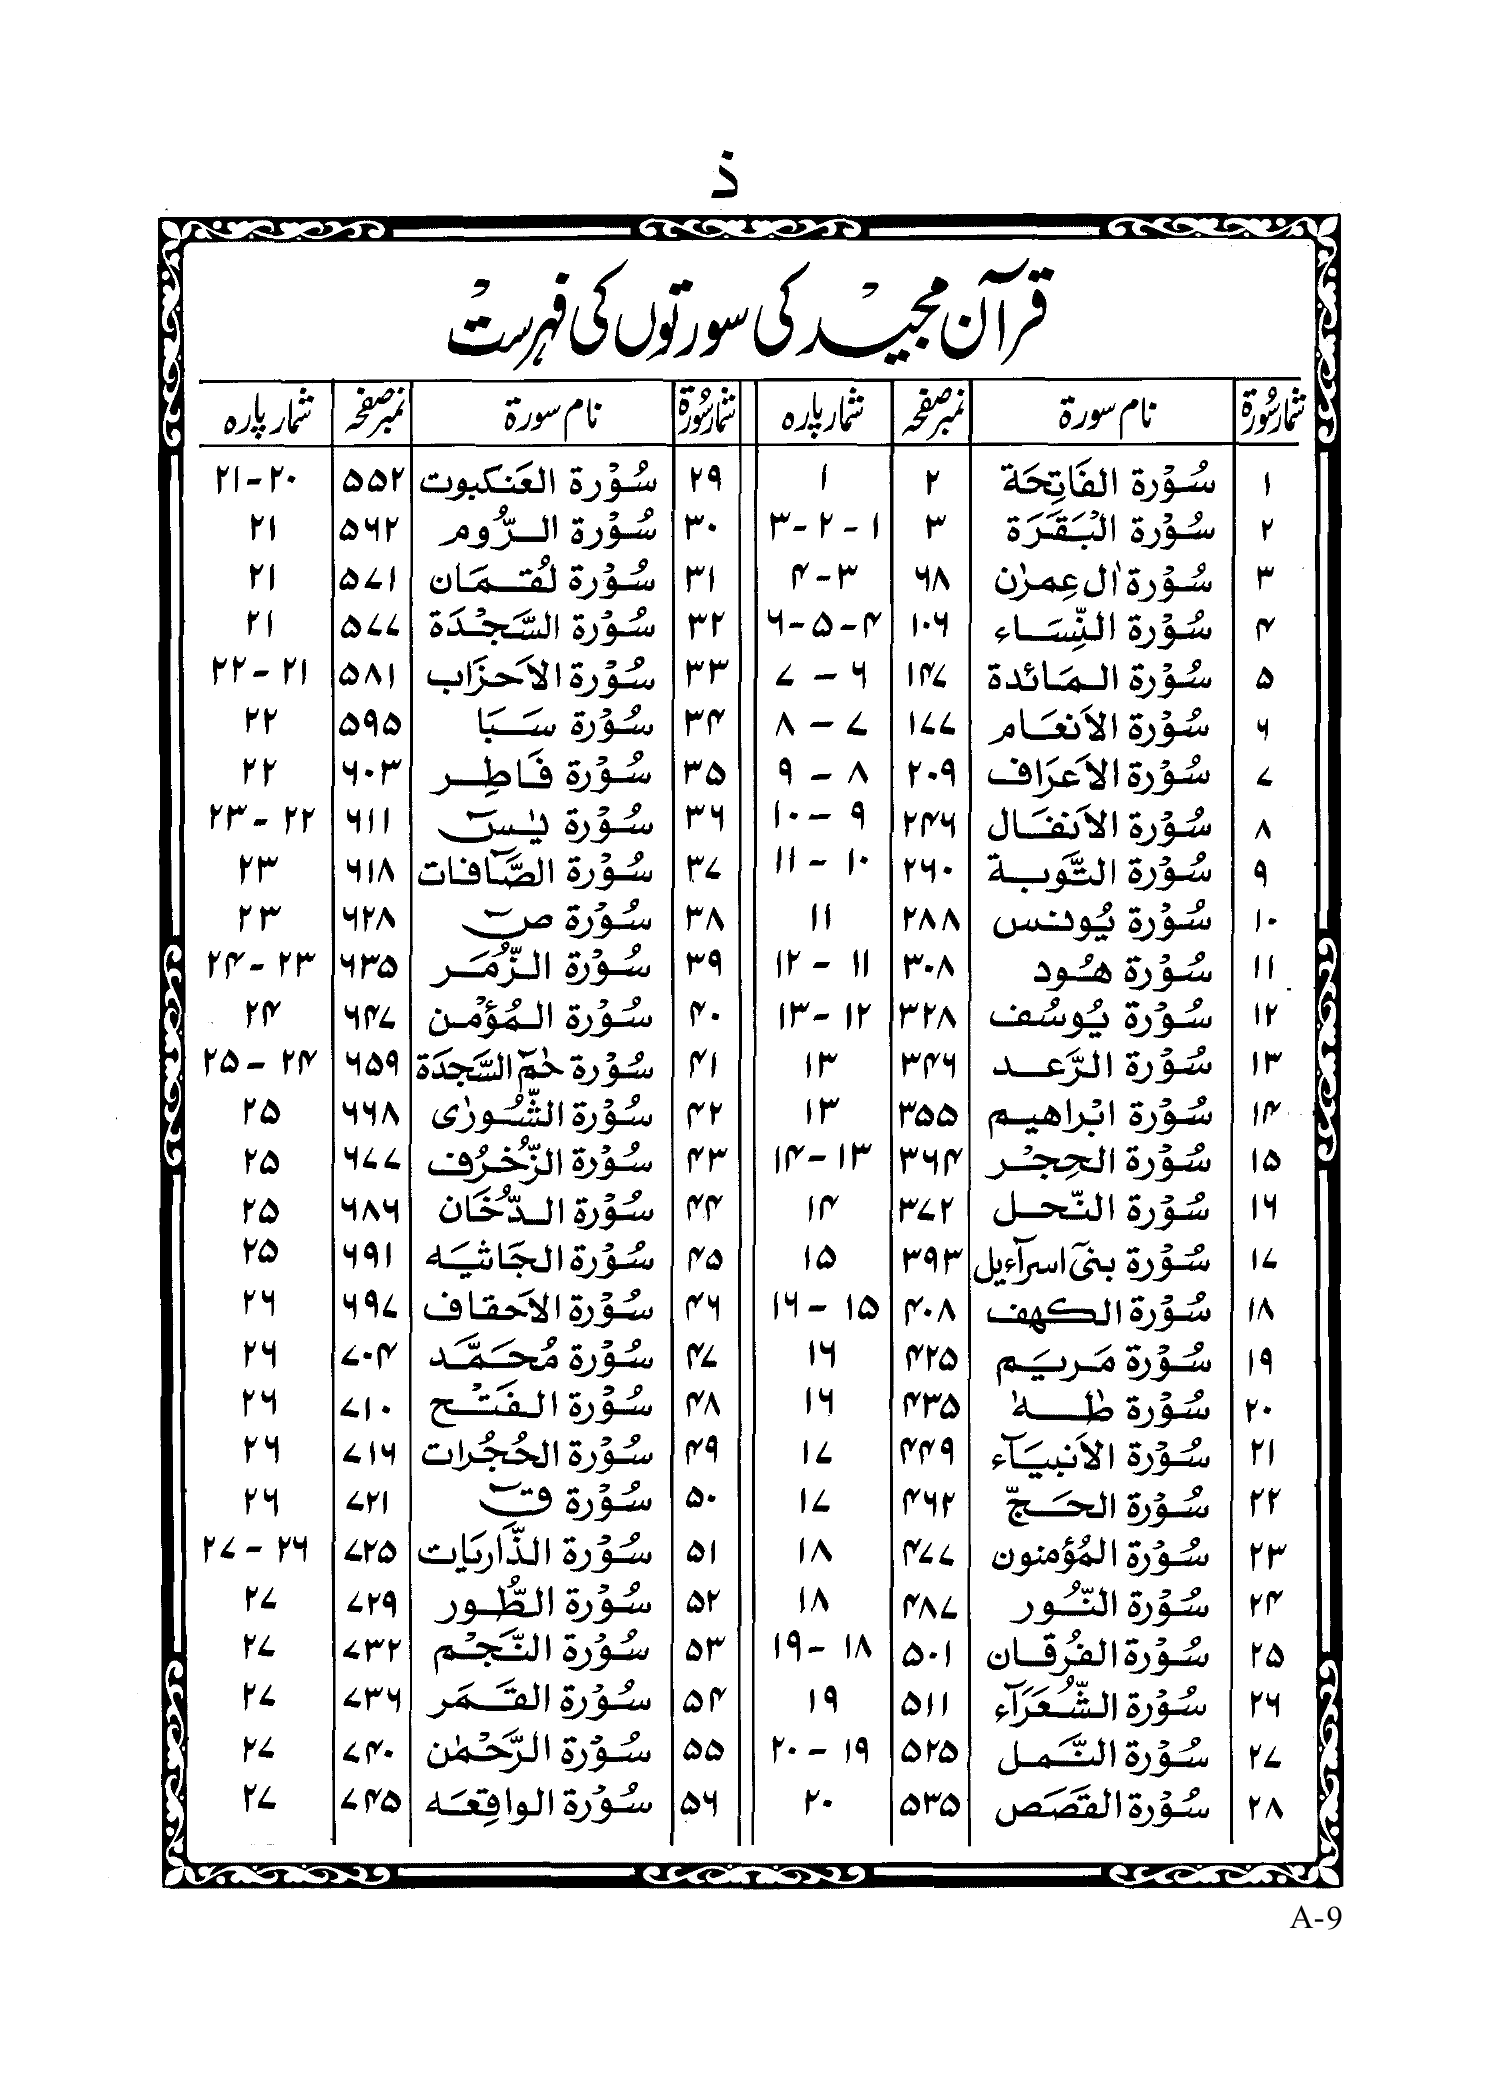 ذ
قرآن مجید کی سورتوں کی فہرست
شمار سورۃ نام سورۃ نمبر صفحہ شمار پارہ شمار سورۃ نام سورۃ نمبر صفحہ شمار پارہ
۱ سُوْرة الفَاتِحَة ۲ ۱ ۲۹ سُوْرة العَنكبوت ۵۵۲ ۲۰-۲۱
۲ سُوْرة البَقَرَة ۳ ۱-۲-۳ ۳۰ سُوْرة الرُّوم ۵۶۲ ۲۱
۳ سُوْرة اٰل عِمرٰن ۶۸ ۳-۴ ۳۱ سُوْرة لُقمَان ۵۷۱ ۲۱
۴ سُوْرة النِّسَاء ۱۰۶ ۴-۵-۶ ۳۲ سُوْرة السَّجْدَة ۵۷۷ ۲۱
۵ سُوْرة المَائدة ۱۴۷ ۶-۷ ۳۳ سُوْرة الاَحزَاب ۵۸۱ ۲۱-۲۲
۶ سُوْرة الاَنعَام ۱۷۷ ۷-۸ ۳۴ سُوْرة سَبَا ۵۹۵ ۲۲
۷ سُوْرة الاَعرَاف ۲۰۹ ۸-۹ ۳۵ سُوْرة فَاطِر ۶۰۳ ۲۲
۸ سُوْرة الاَنفَال ۲۴۶ ۹-۱۰ ۳۶ سُوْرة یٰسٓ ۶۱۱ ۲۲-۲۳
۹ سُوْرة التَّوبَة ۲۶۰ ۱۰-۱۱ ۳۷ سُوْرة الصَّافات ۶۱۸ ۲۳
۱۰ سُوْرة يُونس ۲۸۸ ۱۱ ۳۸ سُوْرة صٓ ۶۲۸ ۲۳
۱۱ سُوْرة هُود ۳۰۸ ۱۱-۱۲ ۳۹ سُوْرة الزُّمَر ۶۳۵ ۲۳-۲۴
۱۲ سُوْرة يُوسُف ۳۲۸ ۱۲-۱۳ ۴۰ سُوْرة المُؤْمن ۶۴۷ ۲۴
۱۳ سُوْرة الرَّعد ۳۴۶ ۱۳ ۴۱ سُوْرة حٰمٓ السَّجَدَة ۶۵۹ ۲۴-۲۵
۱۴ سُوْرة ابْراهيم ۳۵۵ ۱۳ ۴۲ سُوْرة الشُّورٰى ۶۶۸ ۲۵
۱۵ سُوْرة الحِجْر ۳۶۴ ۱۳-۱۴ ۴۳ سُوْرة الزُّخرُف ۶۷۷ ۲۵
۱۶ سُوْرة النَّحل ۳۷۲ ۱۴ ۴۴ سُوْرة الدُّخَان ۶۸۶ ۲۵
۱۷ سُوْرة بنىٓ اسرآءيل ۳۹۳ ۱۵ ۴۵ سُوْرة الجَاثيَه ۶۹۱ ۲۵
۱۸ سُوْرة الكهف ۴۰۸ ۱۵-۱۶ ۴۶ سُوْرة الاَحقاف ۶۹۷ ۲۶
۱۹ سُوْرة مَريَم ۴۲۵ ۱۶ ۴۷ سُوْرة مُحَمَّد ۷۰۴ ۲۶
۲۰ سُوْرة طٰهٰ ۴۳۵ ۱۶ ۴۸ سُوْرة الفَتْح ۷۱۰ ۲۶
۲۱ سُوْرة الاَنبيَآء ۴۴۹ ۱۷ ۴۹ سُوْرة الحُجُرات ۷۱۶ ۲۶
۲۲ سُوْرة الحَجّ ۴۶۲ ۱۷ ۵۰ سُوْرة قٓ ۷۲۱ ۲۶
۲۳ سُوْرة المُؤمنون ۴۷۷ ۱۸ ۵۱ سُوْرة الذَّاريَات ۷۲۵ ۲۶-۲۷
۲۴ سُوْرة النُّور ۴۸۷ ۱۸ ۵۲ سُوْرة الطُّور ۷۲۹ ۲۷
۲۵ سُوْرة الفُرقَان ۵۰۱ ۱۸-۱۹ ۵۳ سُوْرة النَّجْم ۷۳۲ ۲۷
۲۶ سُوْرة الشُّعَرَآء ۵۱۱ ۱۹ ۵۴ سُوْرة القَمَر ۷۳۶ ۲۷
۲۷ سُوْرة النَّمل ۵۲۵ ۱۹-۲۰ ۵۵ سُوْرة الرَّحْمٰن ۷۴۰ ۲۷
۲۸ سُوْرة القَصَص ۵۳۵ ۲۰ ۵۶ سُوْرة الواقِعَه ۷۴۵ ۲۷
A-9